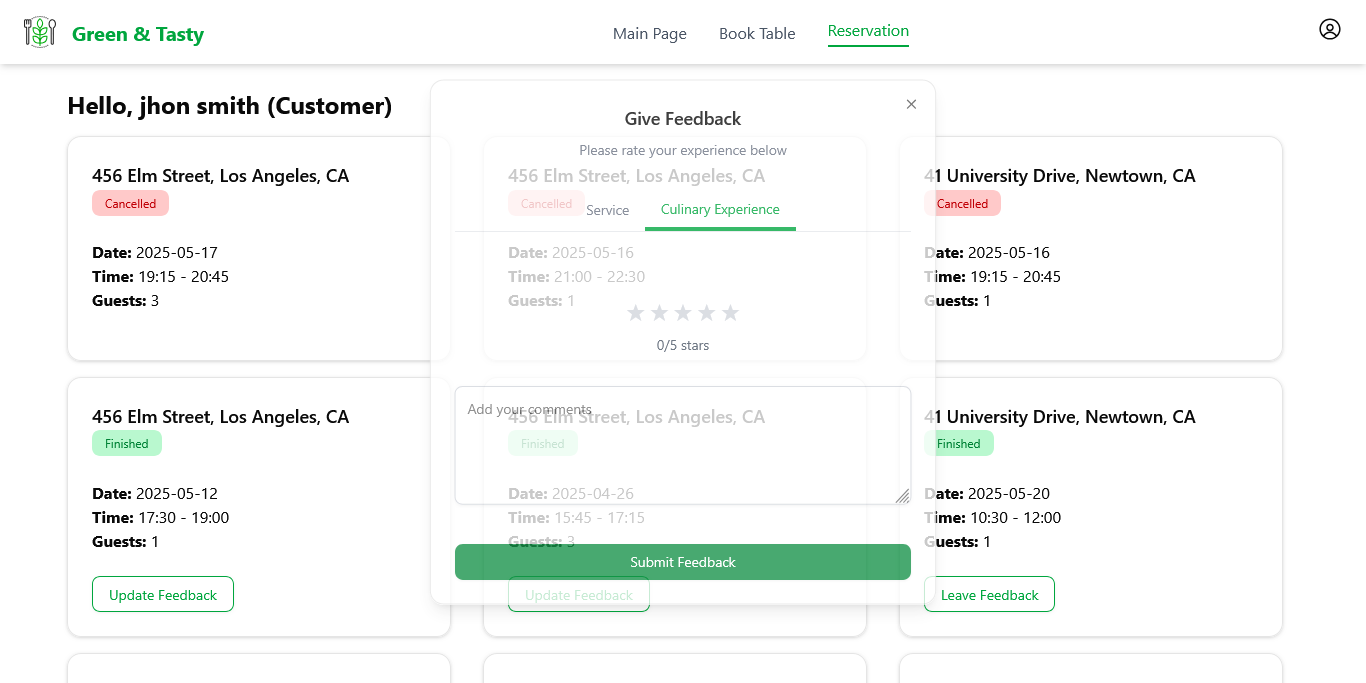 Green & Tasty
Main Page
Book Table
Reservation
Hello, jhon smith (Customer)
Give Feedback
Please rate your experience below
Service
Culinary Experience
0/5 stars
Add your comments
Submit Feedback
456 Elm Street, Los Angeles, CA
Cancelled
Date: 2025-05-17
Time: 19:15 - 20:45
Guests: 3
456 Elm Street, Los Angeles, CA
Cancelled
Date: 2025-05-16
Time: 21:00 - 22:30
Guests: 1
41 University Drive, Newtown, CA
Cancelled
Date: 2025-05-16
Time: 19:15 - 20:45
Guests: 1
456 Elm Street, Los Angeles, CA
Finished
Date: 2025-05-12
Time: 17:30 - 19:00
Guests: 1
Update Feedback
456 Elm Street, Los Angeles, CA
Finished
Date: 2025-04-26
Time: 15:45 - 17:15
Guests: 3
Update Feedback
41 University Drive, Newtown, CA
Finished
Date: 2025-05-20
Time: 10:30 - 12:00
Guests: 1
Leave Feedback